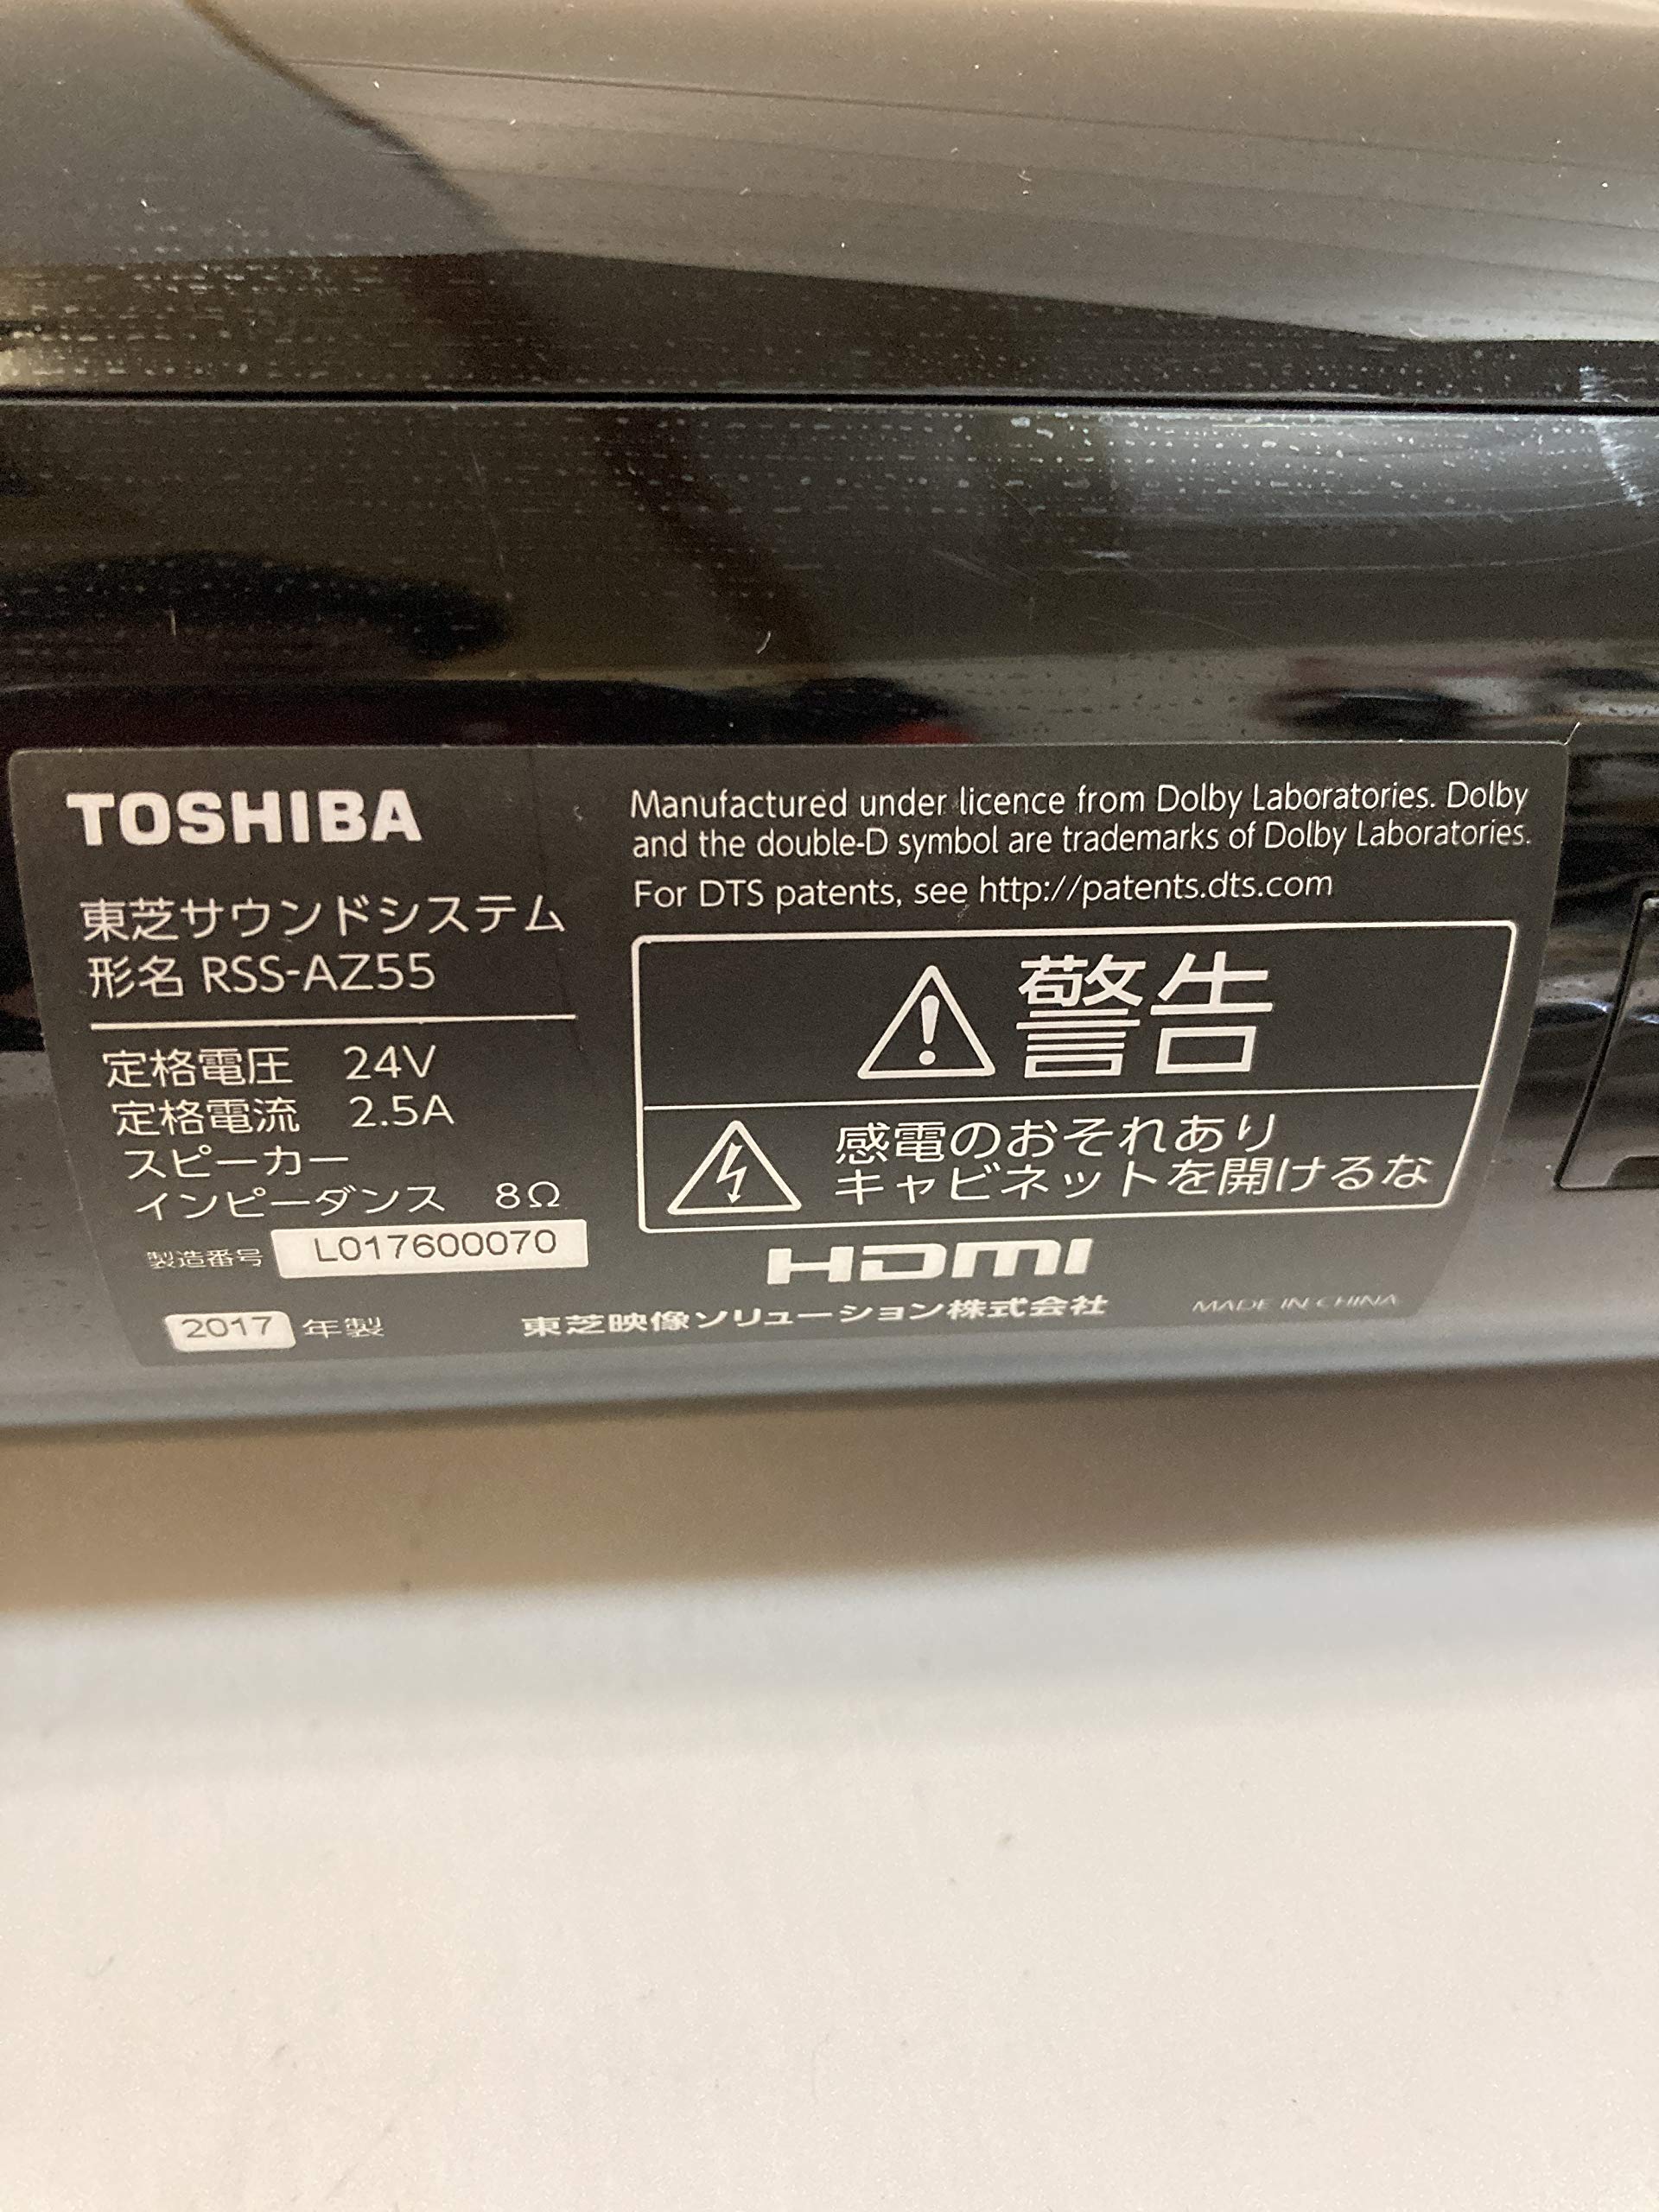 TOSHIBA
東芝サウンドシステム
形名 RSS-AZ55
定格電圧 24V
定格電流 2.5A
スピーカー
インピーダンス 8Ω
製造番号 L017600070
2017 年製
Manufactured under licence from Dolby Laboratories. Dolby
and the double-D symbol are trademarks of Dolby Laboratories.
For DTS patents, see http://patents.dts.com
警告
感電のおそれあり
キャビネットを開けるな
HDMI
東芝映像ソリューション株式会社
MADE IN CHINA